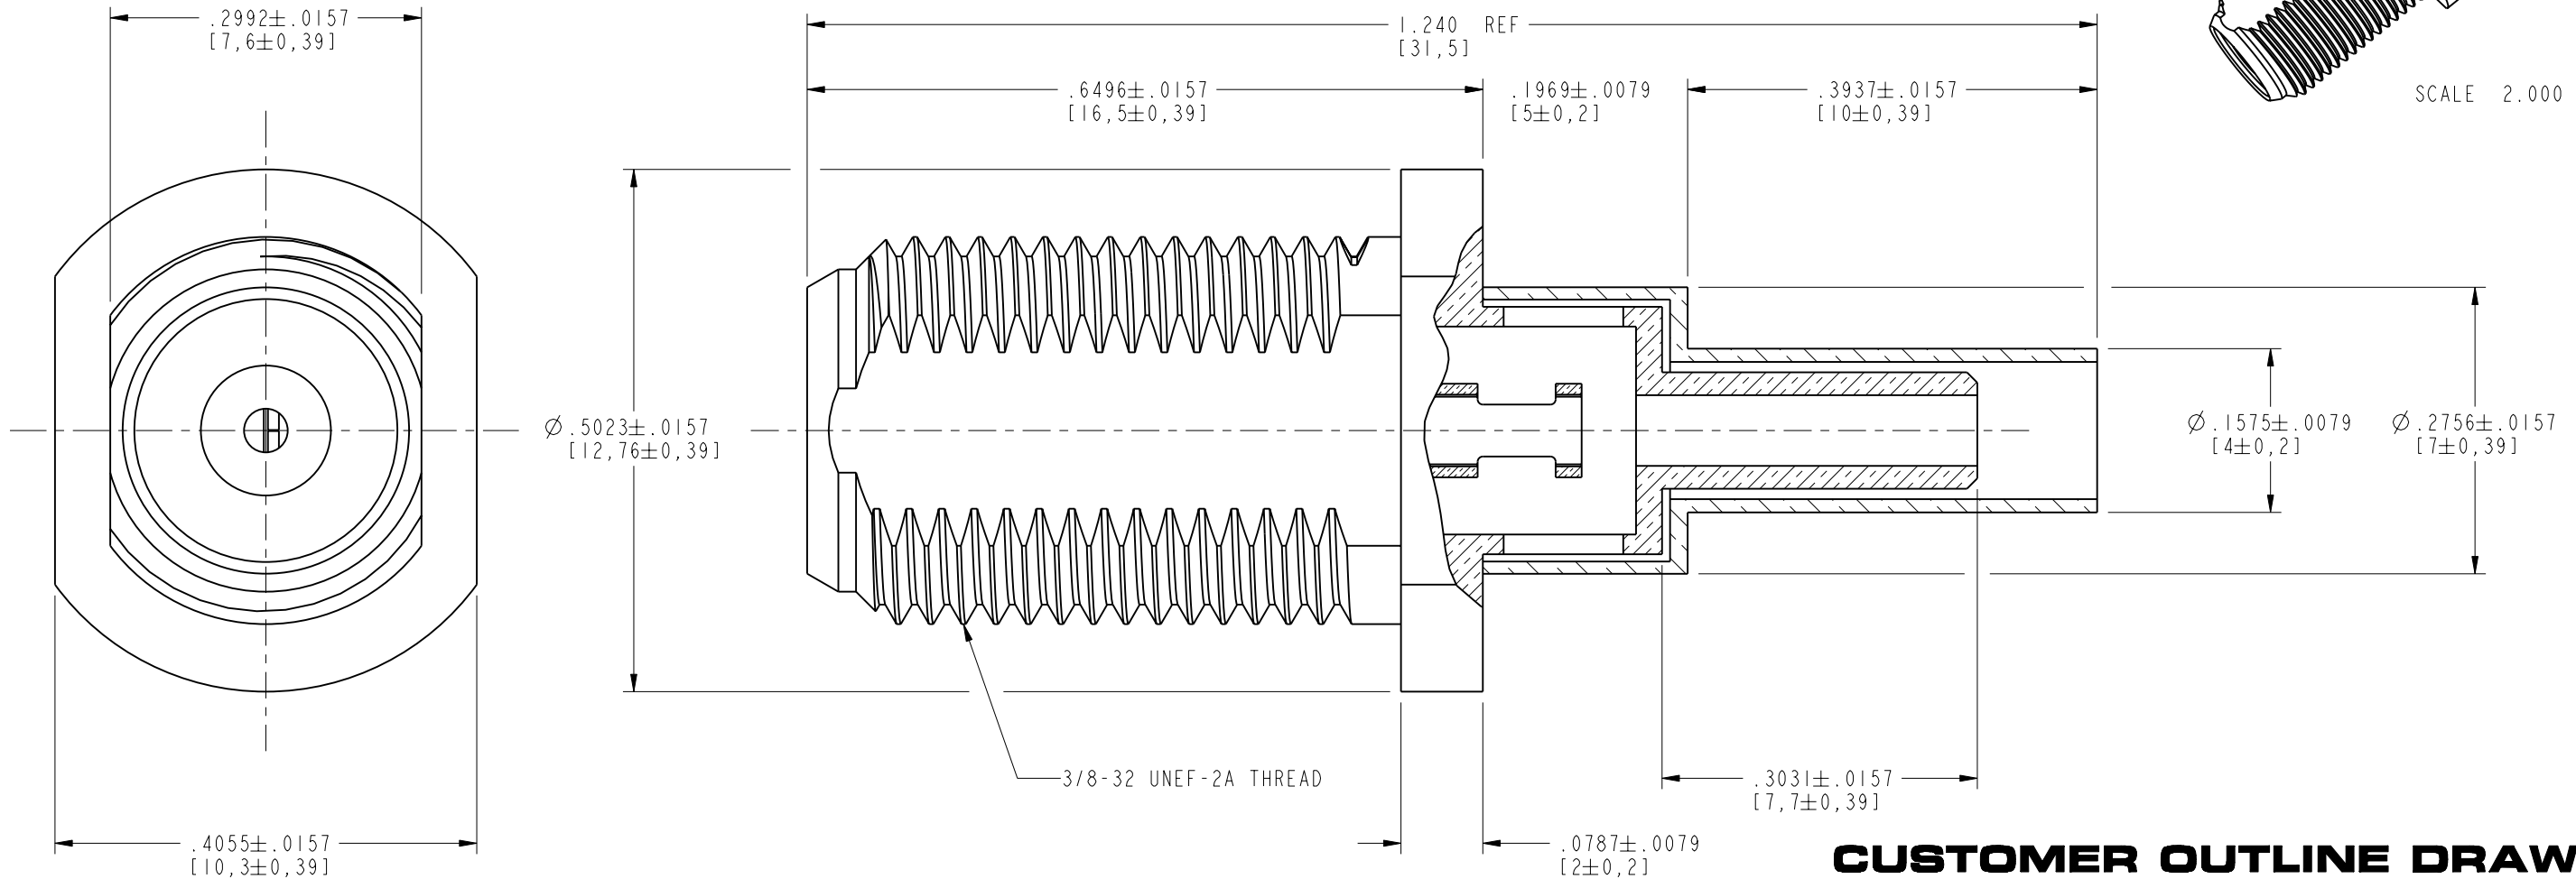 .2992±.0157
[7,6±0,39]
1.240 REF
[31,5]
.6496±.0157
[16,5±0,39]
.1969±.0079
[5±0,2]
.3937±.0157
[10±0,39]
SCALE 2.000
Ø.5023±.0157
[12,76±0,39]
Ø.1575±.0079
[4±0,2]
Ø.2756±.0157
[7±0,39]
3/8-32 UNEF-2A THREAD
.3031±.0157
[7,7±0,39]
.4055±.0157
[10,3±0,39]
.0787±.0079
[2±0,2]
CUSTOMER OUTLINE DRAW